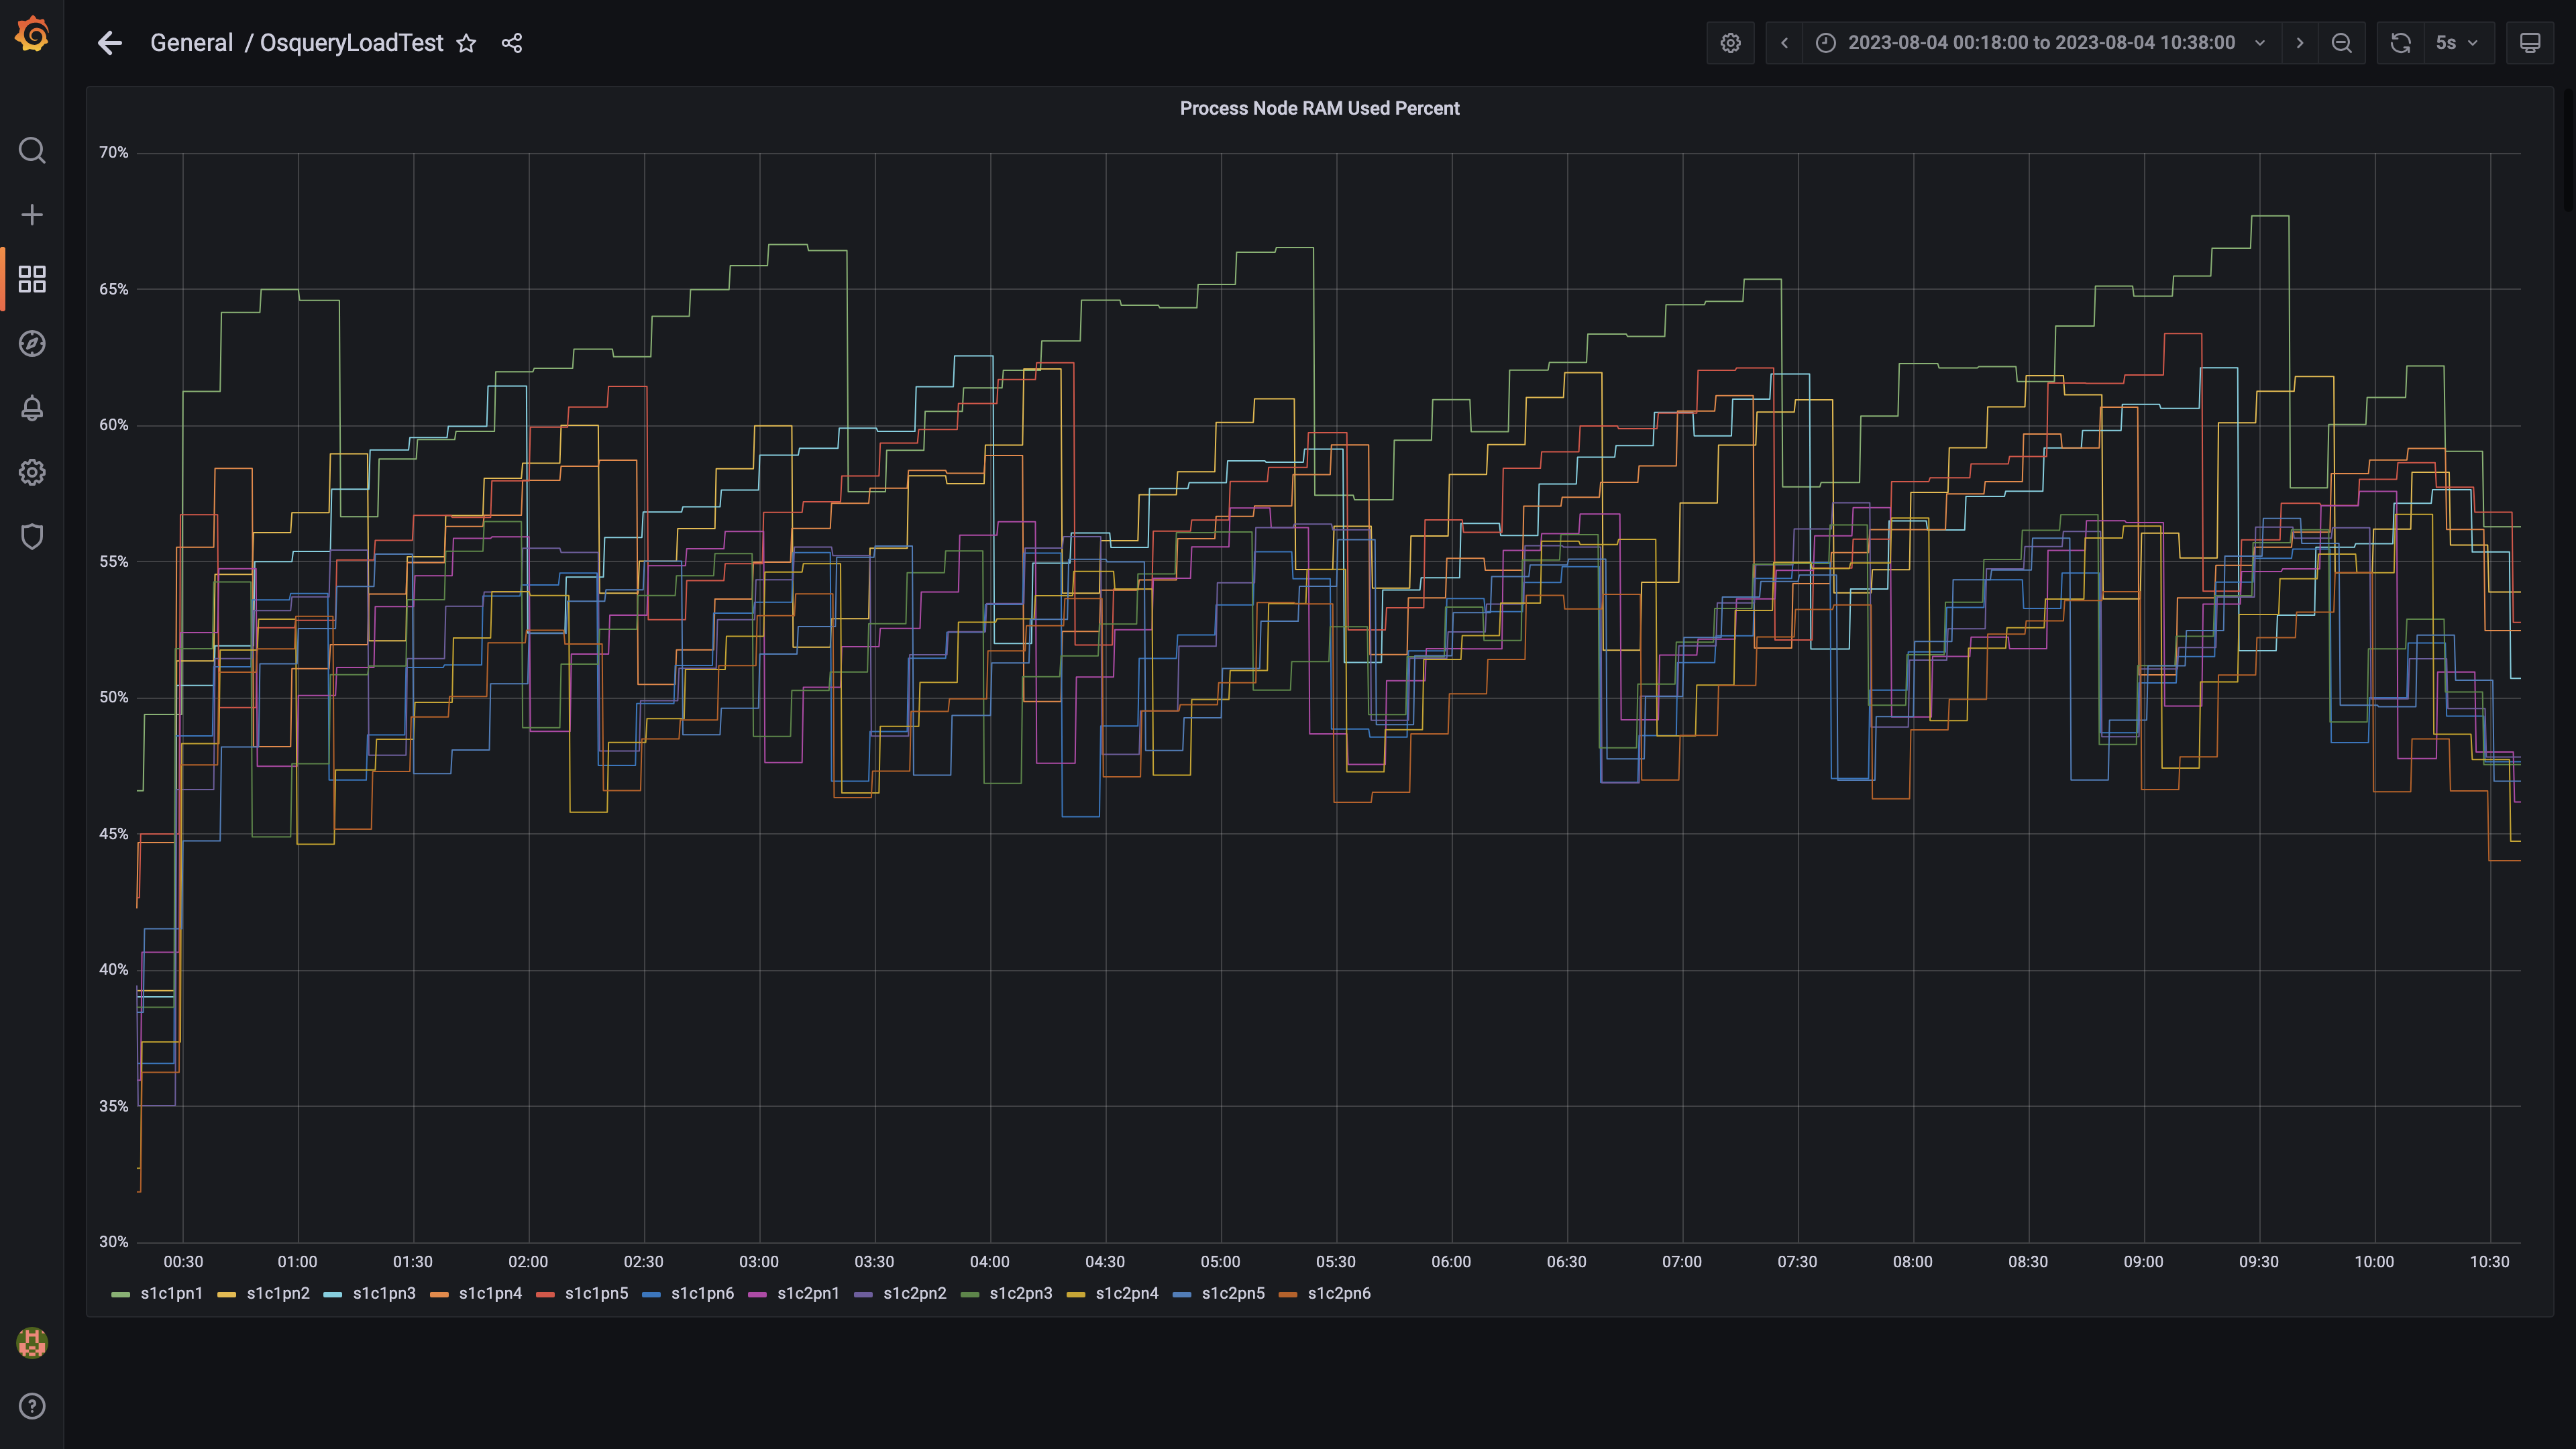 General / OsqueryLoadTest
2023-08-04 00:18:00 to 2023-08-04 10:38:00
5s
Process Node RAM Used Percent
70%
65%
60%
55%
50%
45%
40%
35%
30%
00:30 01:00 01:30 02:00 02:30 03:00 03:30 04:00 04:30 05:00 05:30 06:00 06:30 07:00 07:30 08:00 08:30 09:00 09:30 10:00 10:30
s1c1pn1 s1c1pn2 s1c1pn3 s1c1pn4 s1c1pn5 s1c1pn6 s1c2pn1 s1c2pn2 s1c2pn3 s1c2pn4 s1c2pn5 s1c2pn6